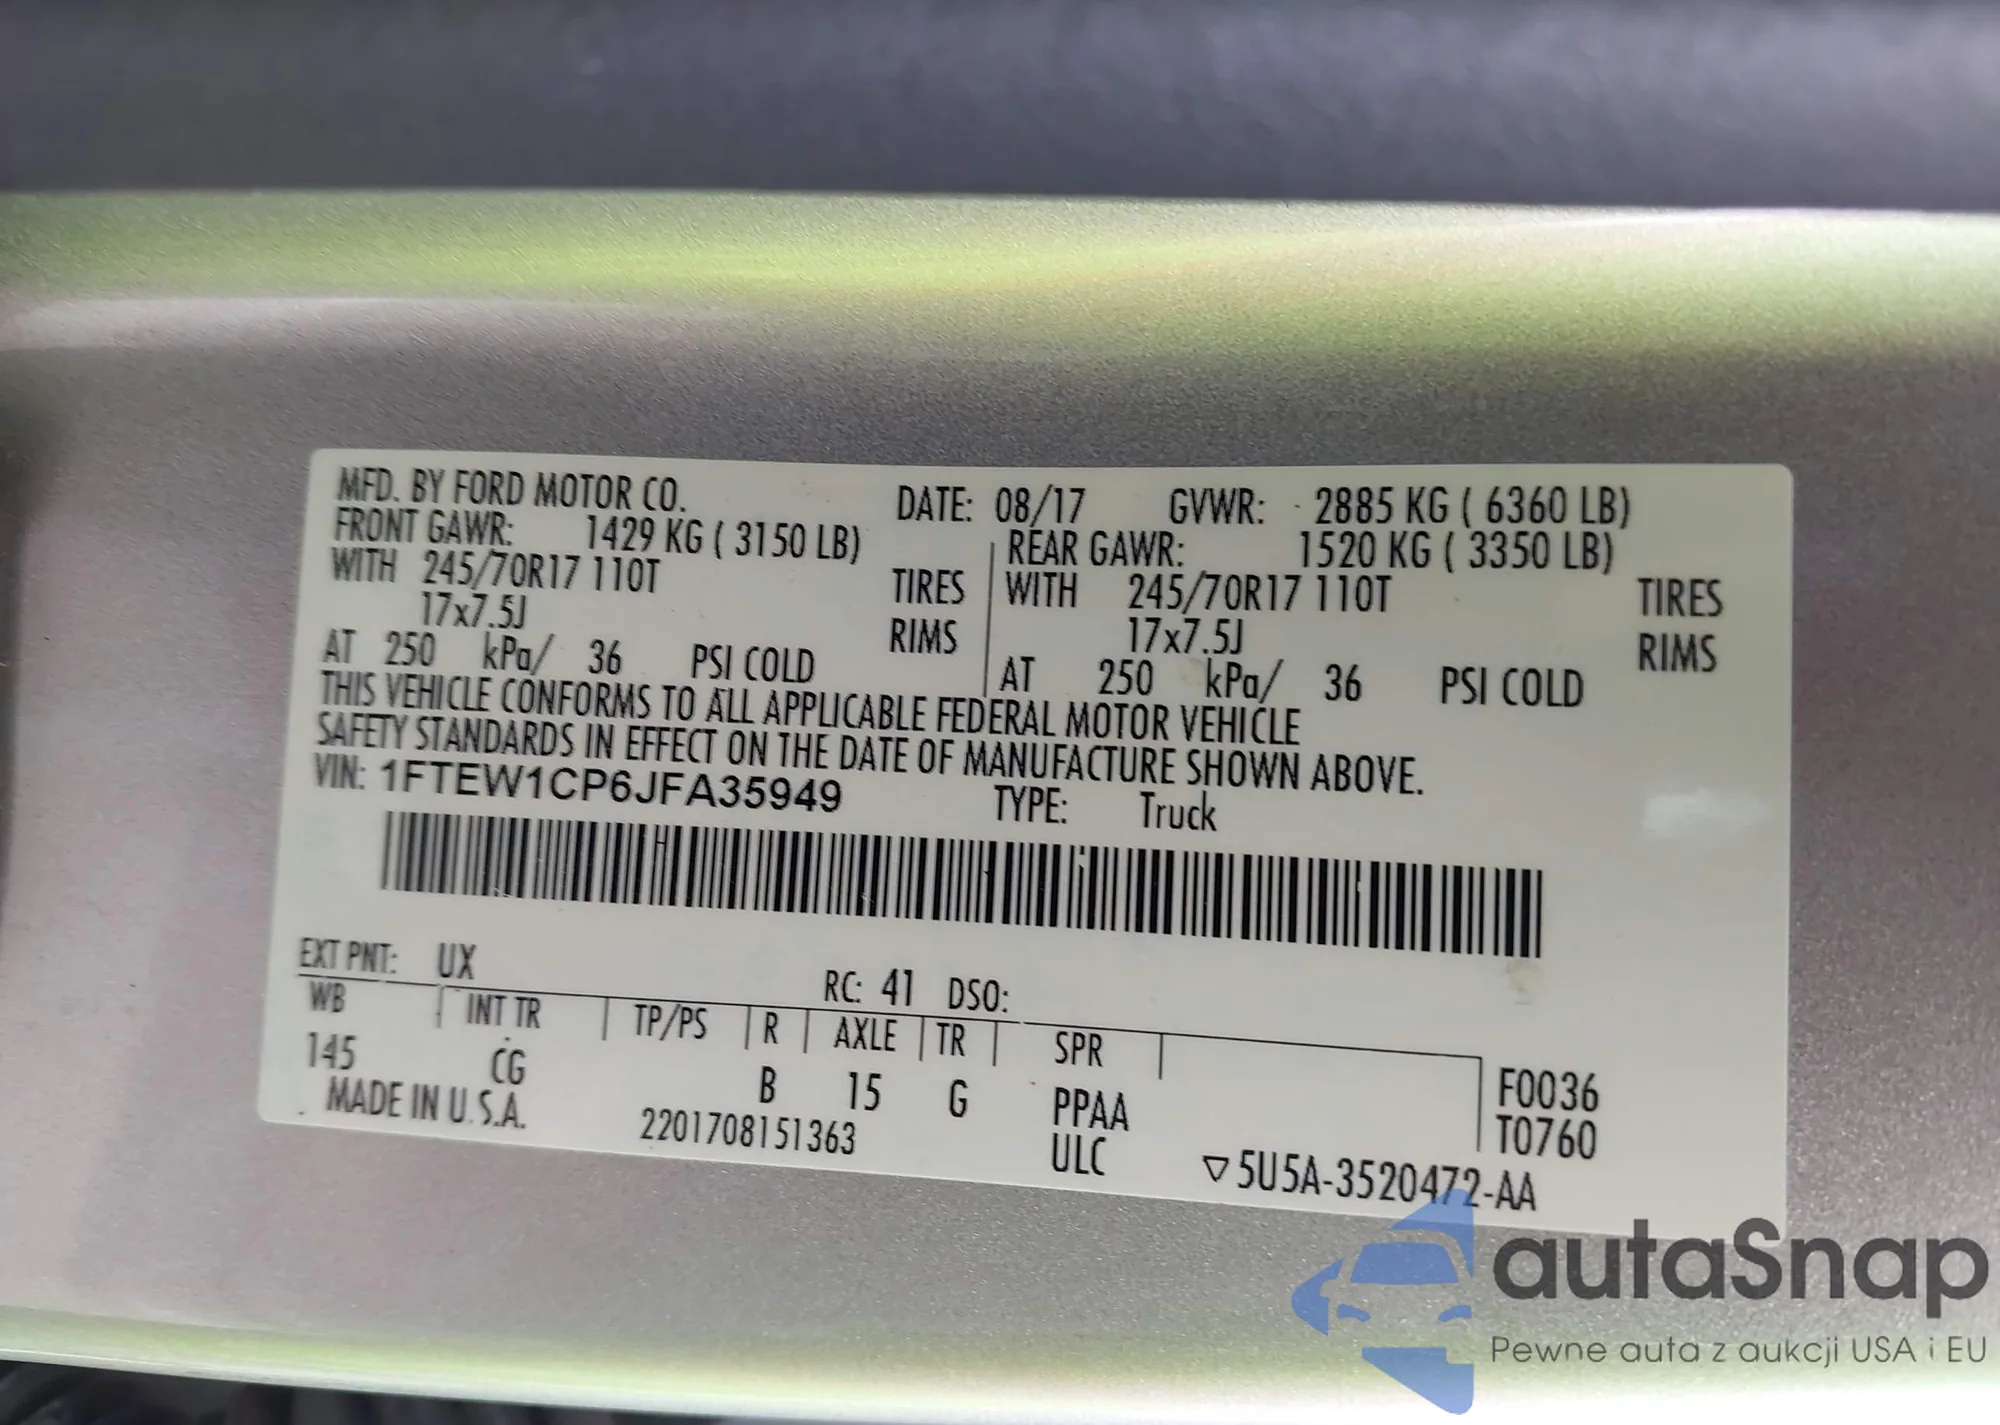 MFD. BY FORD MOTOR CO. DATE: 08/17 GVWR: 2885 KG ( 6360 LB)
FRONT GAWR: 1429 KG ( 3150 LB) REAR GAWR: 1520 KG ( 3350 LB)
WITH 245/70R17 110T TIRES WITH 245/70R17 110T TIRES
17x7.5J RIMS 17x7.5J RIMS
AT 250 kPa/ 36 PSI COLD AT 250 kPa/ 36 PSI COLD
THIS VEHICLE CONFORMS TO ALL APPLICABLE FEDERAL MOTOR VEHICLE
SAFETY STANDARDS IN EFFECT ON THE DATE OF MANUFACTURE SHOWN ABOVE.
VIN: 1FTEW1CP6JFA35949 TYPE: Truck
EXT PNT: UX RC: 41 DSO:
WB INT TR TP/PS R AXLE TR SPR
145 CG B 15 G PPAA F0036
MADE IN U.S.A. 2201708151363 ULC T0760
▽5U5A-3520472-AA
autaSnap
Pewne auta z aukcji USA i EU